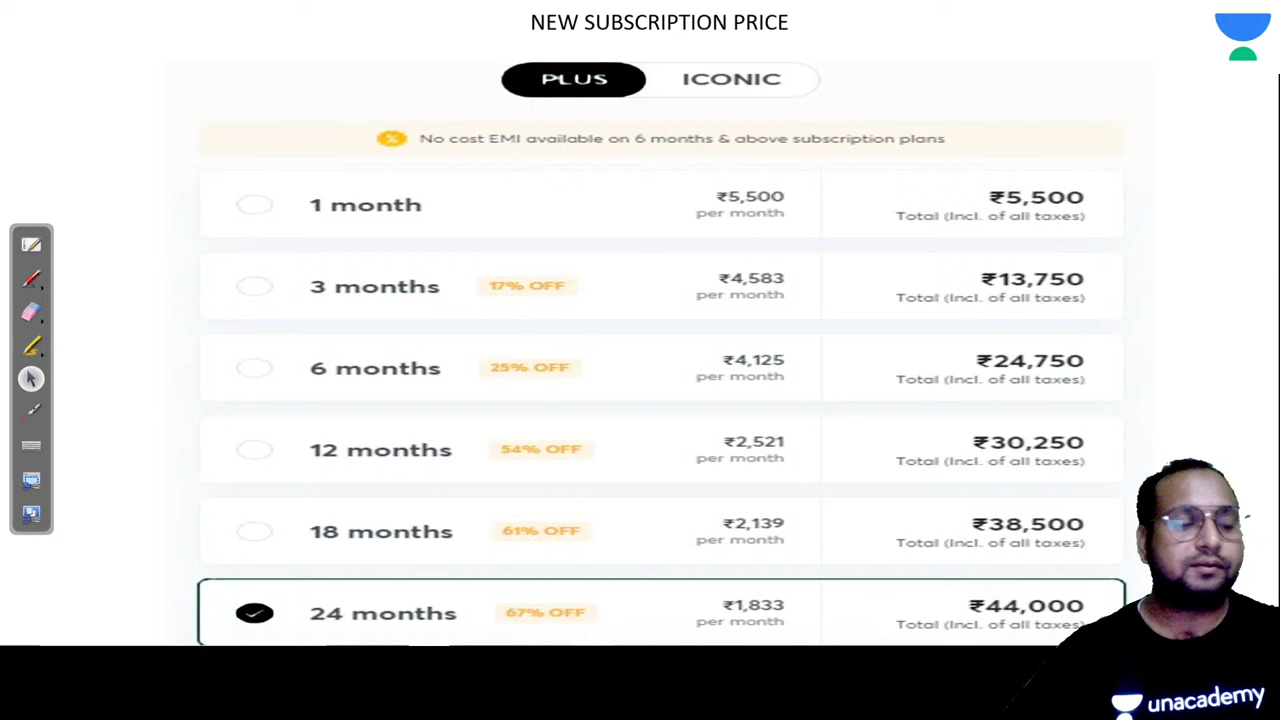 NEW SUBSCRIPTION PRICE
PLUS ICONIC
No cost EMI available on 6 months & above subscription plans
1 month ₹5,500 per month ₹5,500 Total (Incl. of all taxes)
3 months 17% OFF ₹4,583 per month ₹13,750 Total (Incl. of all taxes)
6 months 25% OFF ₹4,125 per month ₹24,750 Total (Incl. of all taxes)
12 months 54% OFF ₹2,521 per month ₹30,250 Total (Incl. of all taxes)
18 months 61% OFF ₹2,139 per month ₹38,500 Total (Incl. of all taxes)
24 months 67% OFF ₹1,833 per month ₹44,000 Total (Incl. of all taxes)
unacademy